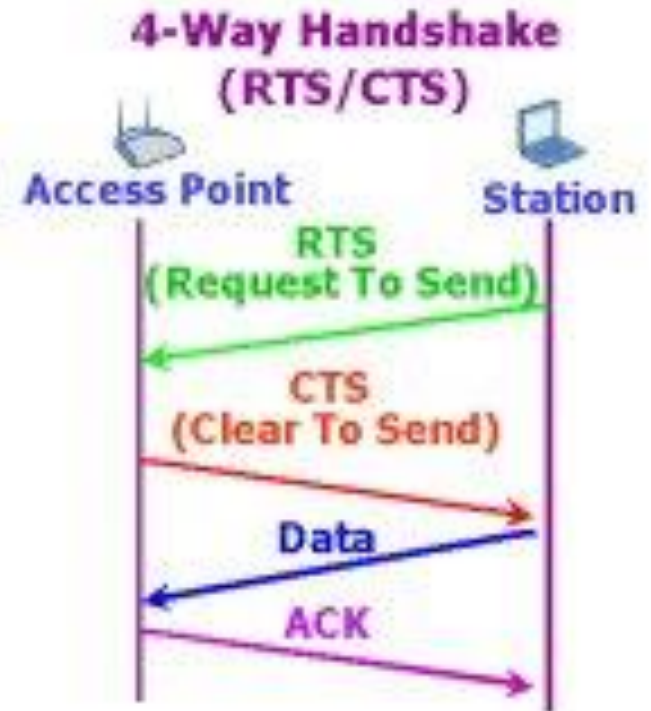 4-Way Handshake
(RTS/CTS)
Access Point
Station
RTS
(Request To Send)
CTS
(Clear To Send)
Data
ACK